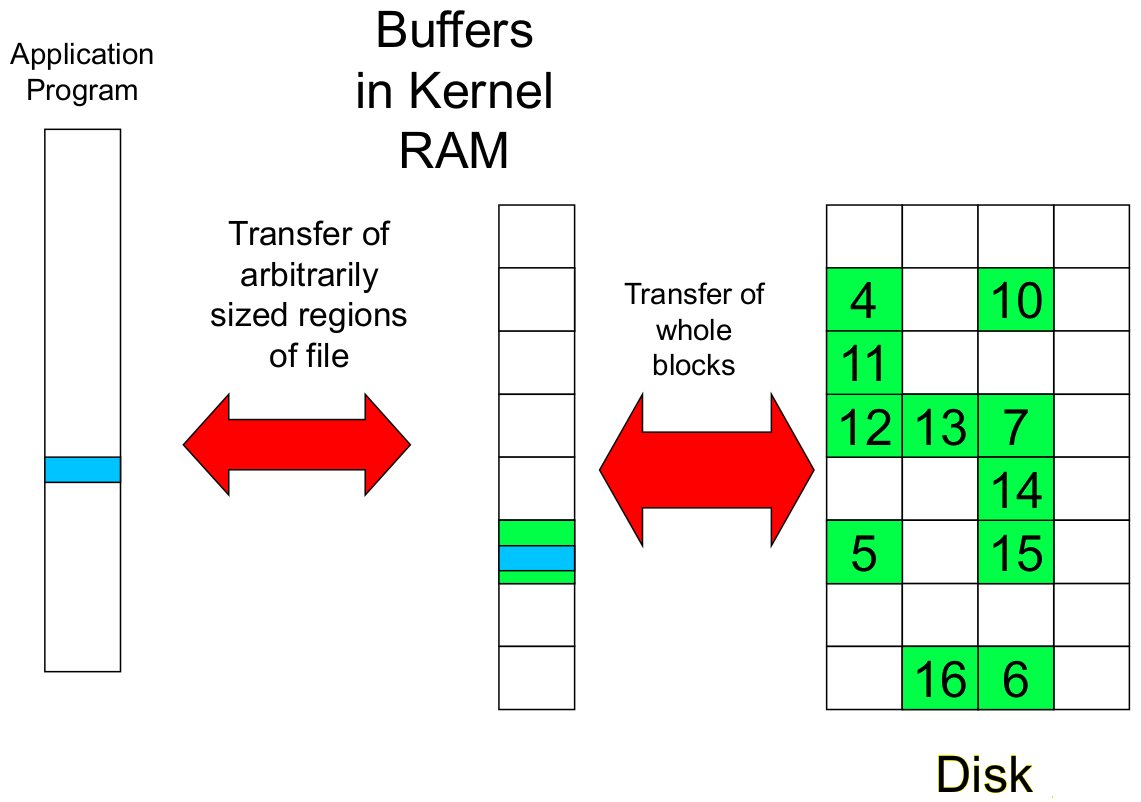 Application
Program
Buffers
in Kernel
RAM
Transfer of
arbitrarily
sized regions
of file
Transfer of
whole
blocks
4
10
11
12
13
7
14
5
15
16
6
Disk